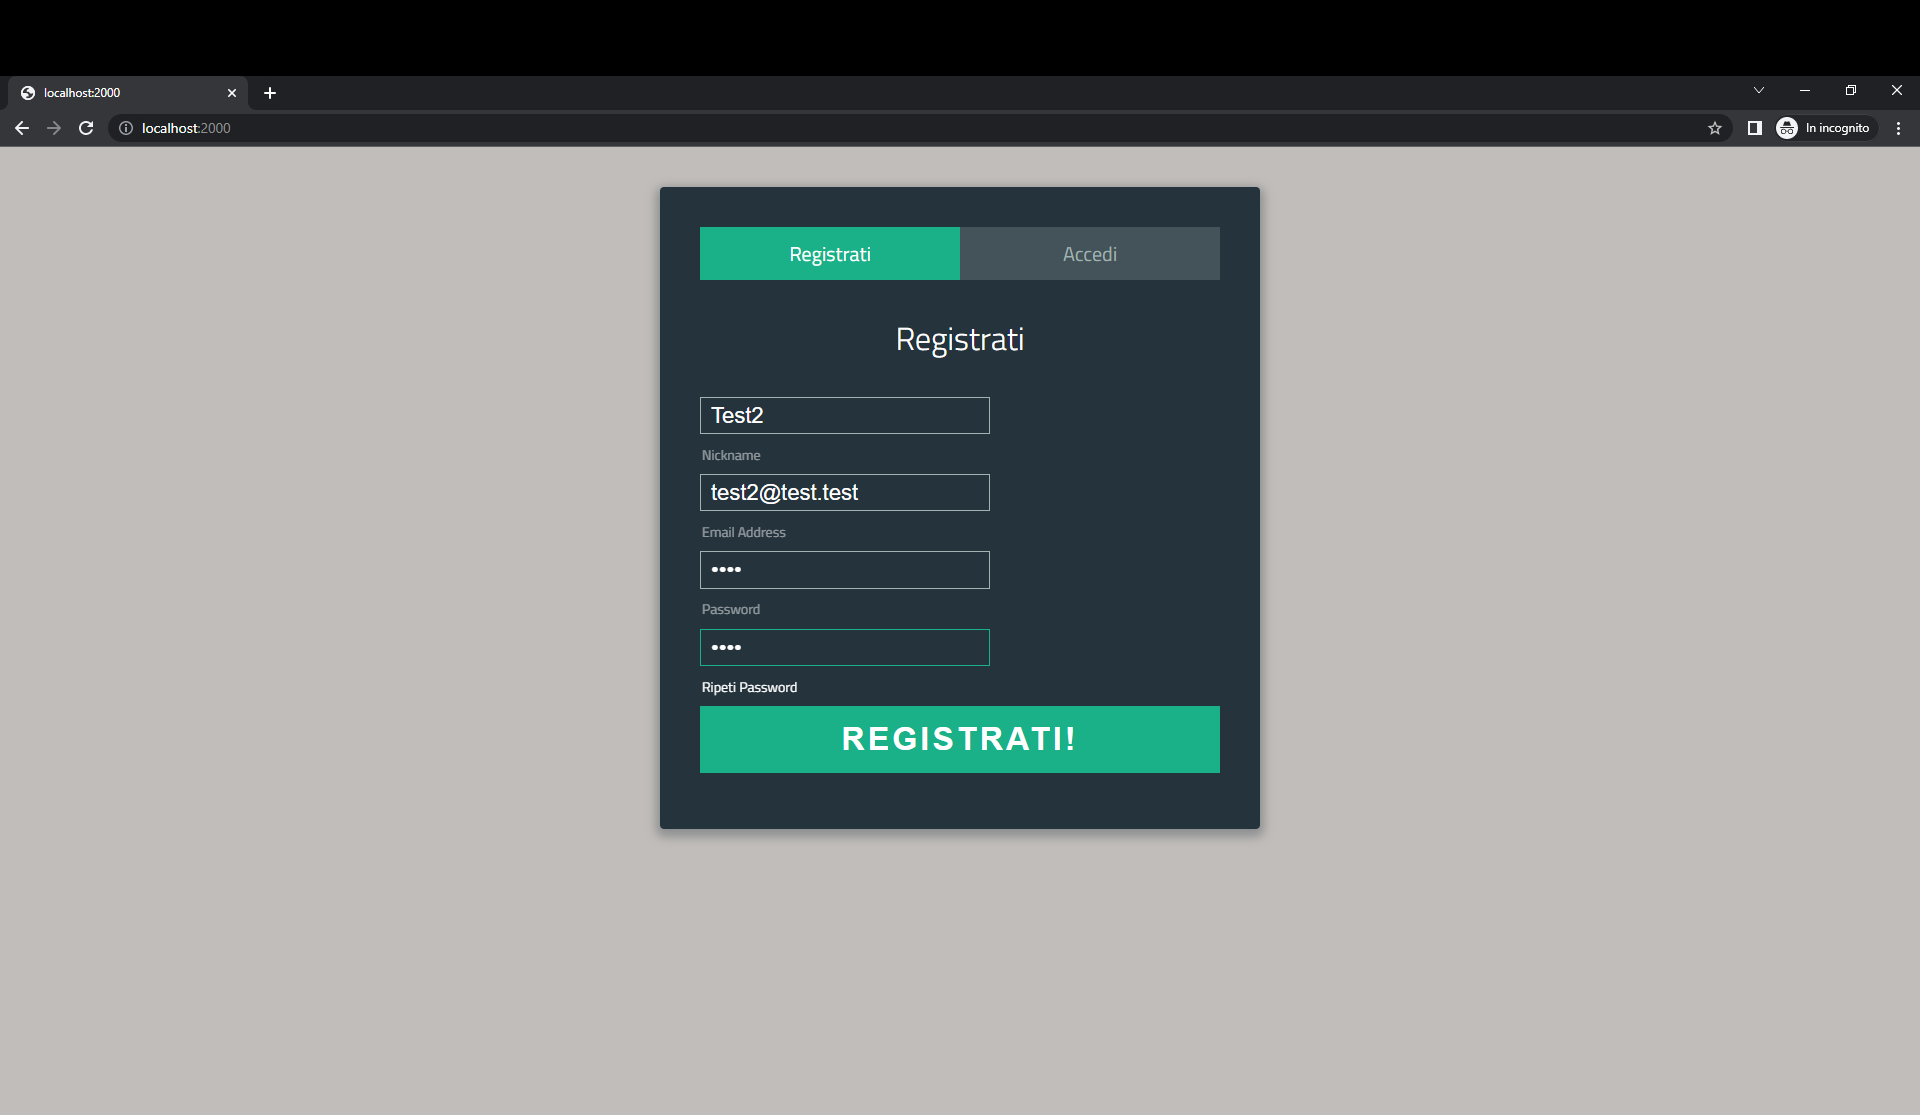 localhost:2000
localhost:2000
In incognito
Registrati
Accedi
Registrati
Test2
Nickname
test2@test.test
Email Address
••••
Password
••••
Ripeti Password
REGISTRATI!